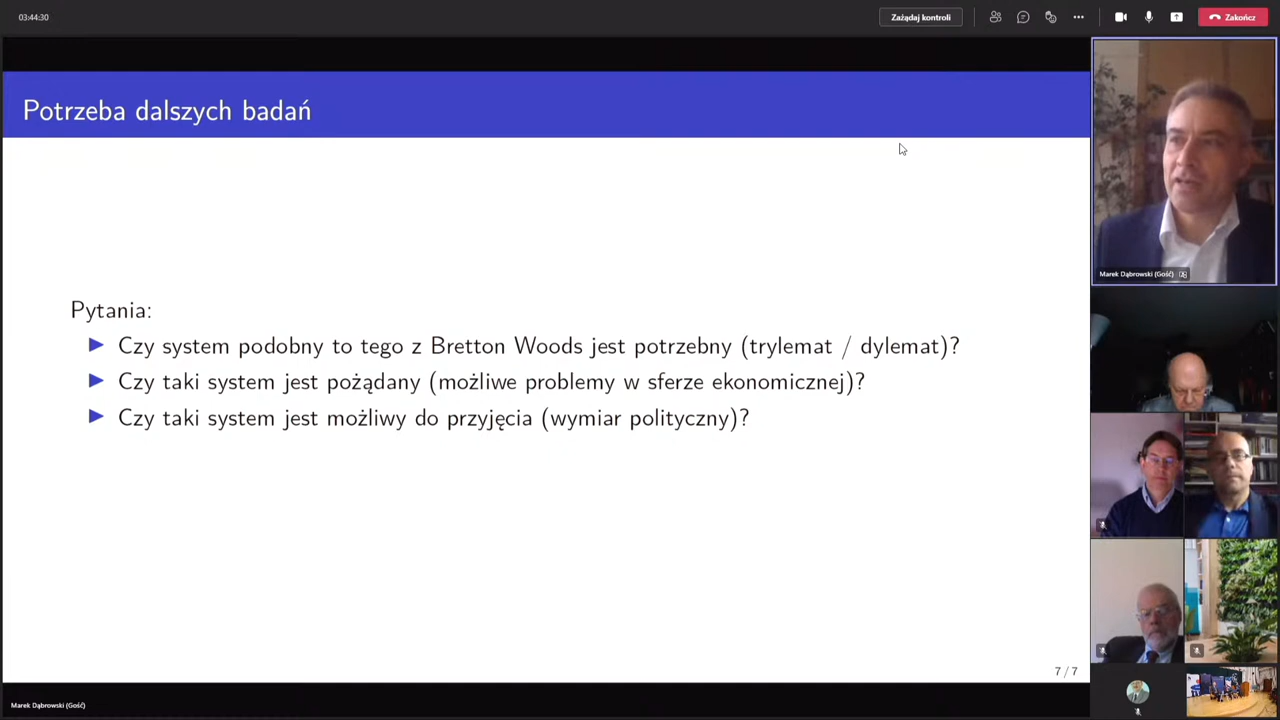 03:44:30
Zażądaj kontroli
Zakończ
Potrzeba dalszych badań
Pytania:
Czy system podobny to tego z Bretton Woods jest potrzebny (trylemat / dylemat)?
Czy taki system jest pożądany (możliwe problemy w sferze ekonomicznej)?
Czy taki system jest możliwy do przyjęcia (wymiar polityczny)?
7 / 7
Marek Dąbrowski (Gość)
Marek Dąbrowski (Gość)